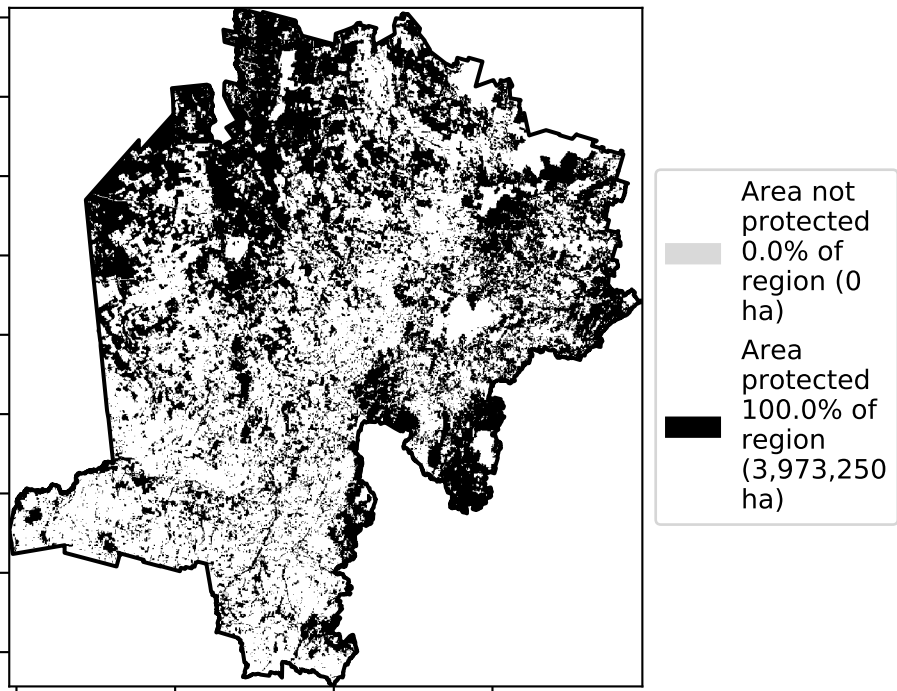 Area not
protected
0.0% of
region (0
ha)
Area
protected
100.0% of
region
(3,973,250
ha)